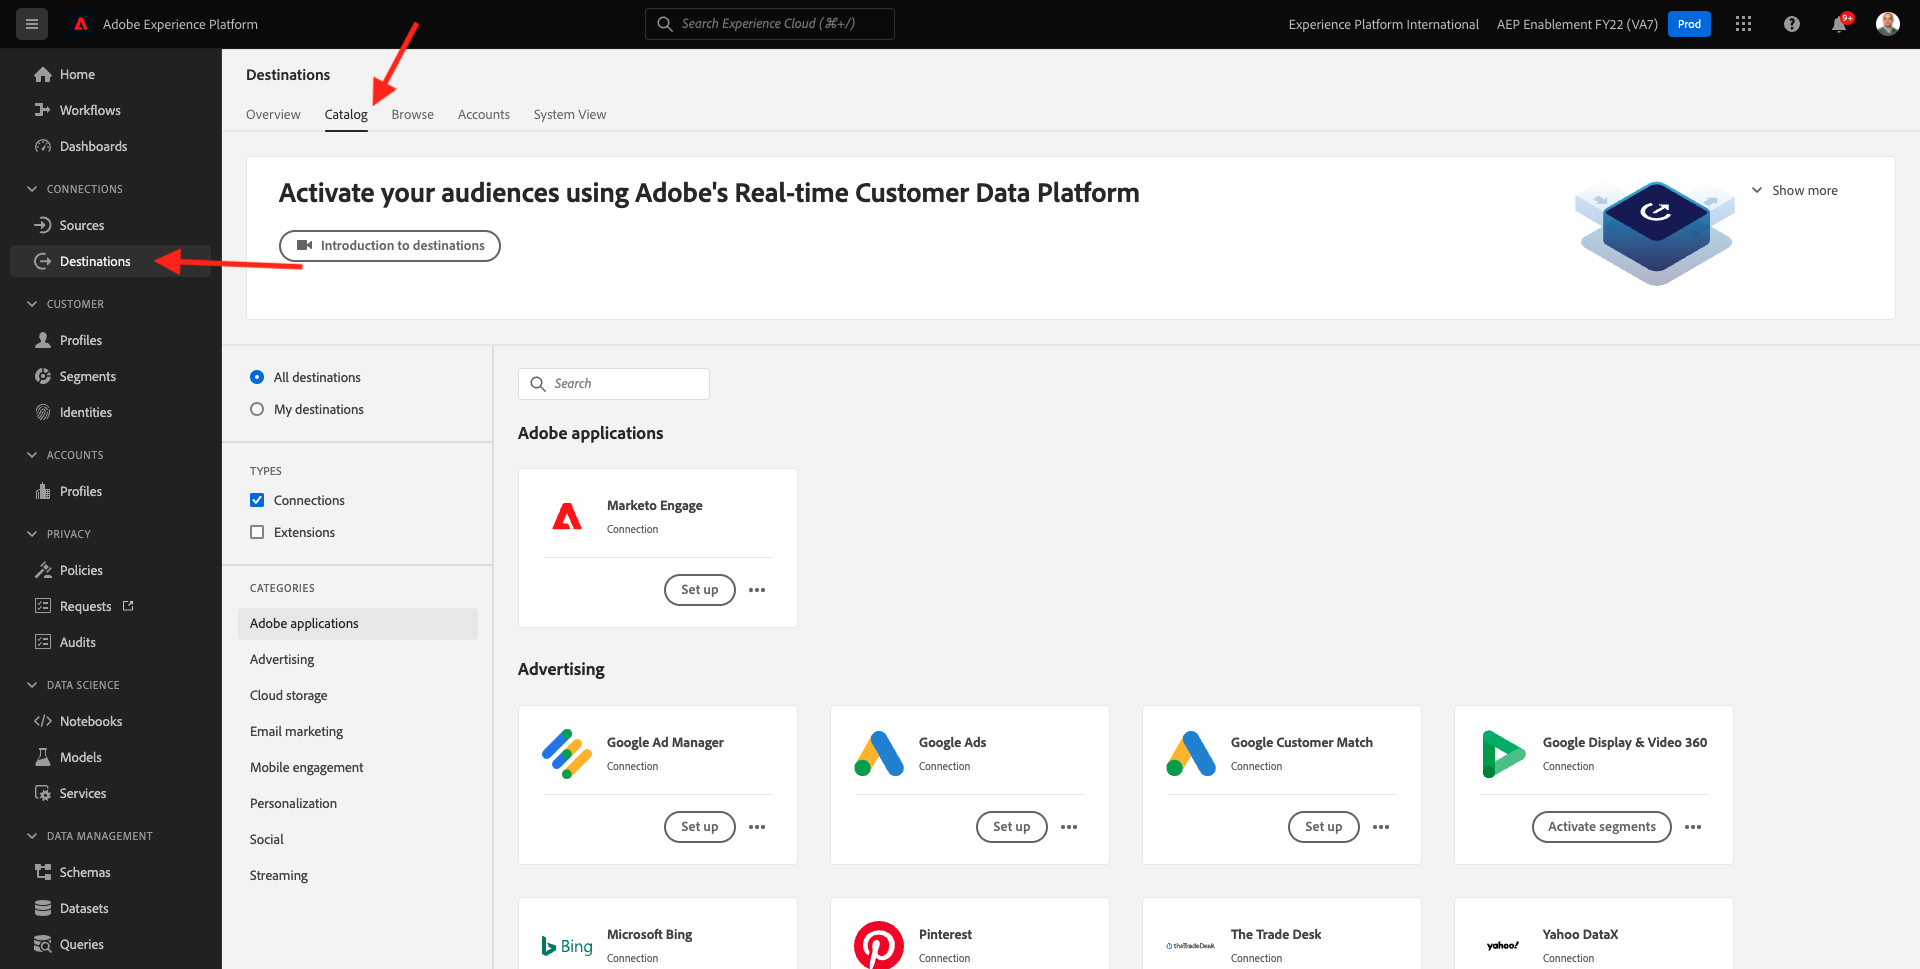 Adobe Experience Platform
Search Experience Cloud (⌘+/)
Experience Platform International
AEP Enablement FY22 (VA7)
Prod
9+
Home
Workflows
Dashboards
CONNECTIONS
Sources
Destinations
CUSTOMER
Profiles
Segments
Identities
ACCOUNTS
Profiles
PRIVACY
Policies
Requests
Audits
DATA SCIENCE
Notebooks
Models
Services
DATA MANAGEMENT
Schemas
Datasets
Queries
Destinations
Overview Catalog Browse Accounts System View
Activate your audiences using Adobe's Real-time Customer Data Platform
Introduction to destinations
Show more
All destinations
My destinations
TYPES
Connections
Extensions
CATEGORIES
Adobe applications
Advertising
Cloud storage
Email marketing
Mobile engagement
Personalization
Social
Streaming
Search
Adobe applications
Marketo Engage
Connection
Set up
Advertising
Google Ad Manager
Connection
Set up
Google Ads
Connection
Set up
Google Customer Match
Connection
Set up
Google Display & Video 360
Connection
Activate segments
Bing
Microsoft Bing
Connection
Pinterest
Connection
theTradeDesk
The Trade Desk
Connection
yahoo!
Yahoo DataX
Connection